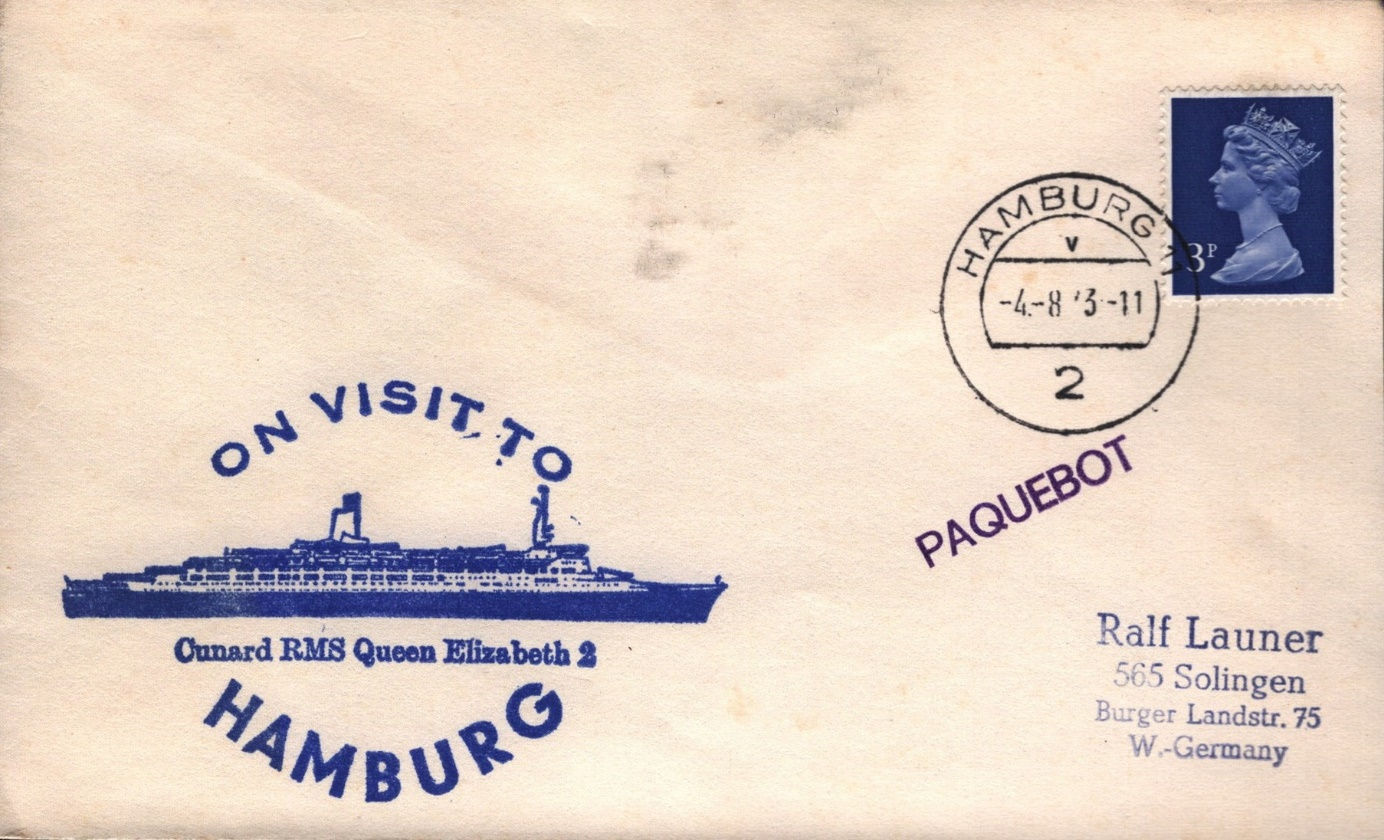 3P
HAMBURG 11
v
-4.-8 73-11
2
PAQUEBOT
ON VISIT TO
Cunard RMS Queen Elizabeth 2
HAMBURG
Ralf Launer
565 Solingen
Burger Landstr. 75
W.-Germany